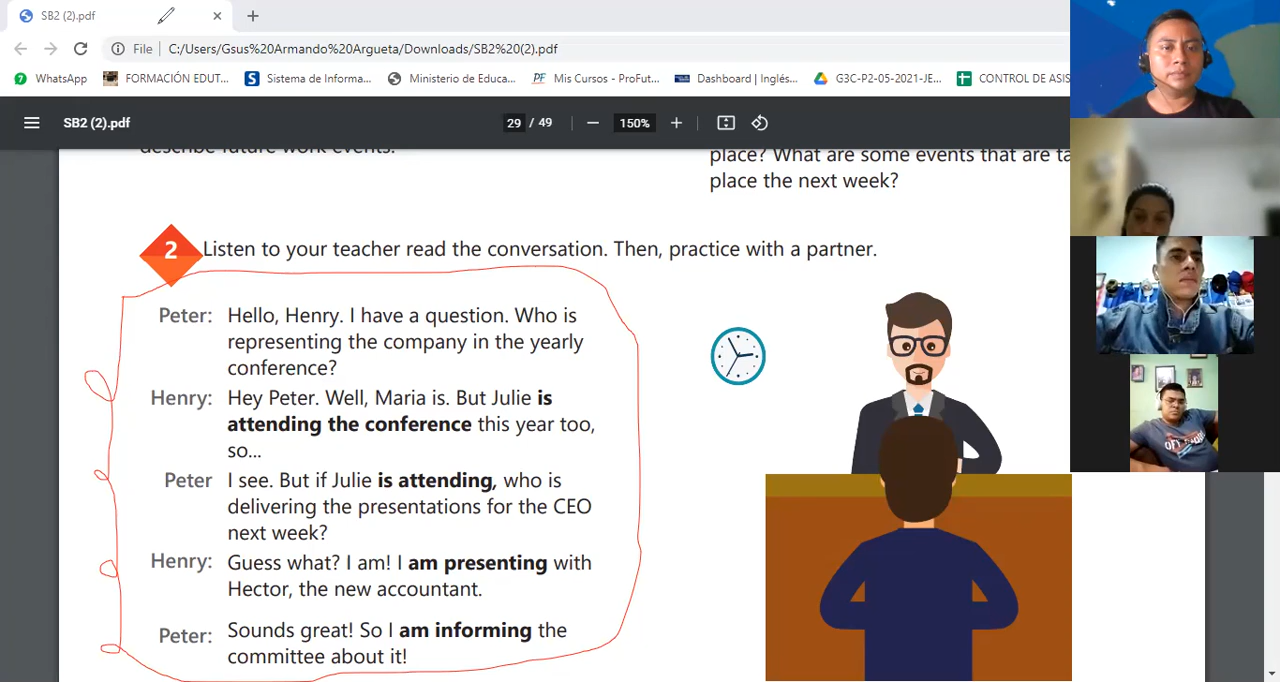 SB2 (2).pdf
File C:/Users/Gsus%20Armando%20Argueta/Downloads/SB2%20(2).pdf
WhatsApp FORMACIÓN EDUT... Sistema de Informa... Ministerio de Educa... Mis Cursos - ProFut... Dashboard | Inglés... G3C-P2-05-2021-JE... CONTROL DE ASIS
SB2 (2).pdf 29 / 49 150%
describe future work events.
place? What are some events that are ta
place the next week?
2 Listen to your teacher read the conversation. Then, practice with a partner.
Peter: Hello, Henry. I have a question. Who is
representing the company in the yearly
conference?
Henry: Hey Peter. Well, Maria is. But Julie is
attending the conference this year too,
so...
Peter I see. But if Julie is attending, who is
delivering the presentations for the CEO
next week?
Henry: Guess what? I am! I am presenting with
Hector, the new accountant.
Peter: Sounds great! So I am informing the
committee about it!